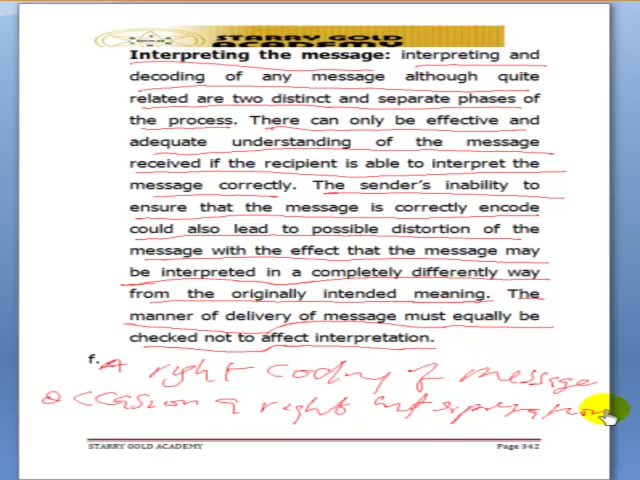 STARRY GOLD
ACADEMY
Interpreting the message: interpreting and
decoding of any message although quite
related are two distinct and separate phases of
the process. There can only be effective and
adequate understanding of the message
received if the recipient is able to interpret the
message correctly. The sender's inability to
ensure that the message is correctly encode
could also lead to possible distortion of the
message with the effect that the message may
be interpreted in a completely differently way
from the originally intended meaning. The
manner of delivery of message must equally be
checked not to affect interpretation.
f.
A right coding of message
occasion a right interpretation
STARRY GOLD ACADEMY Page 342